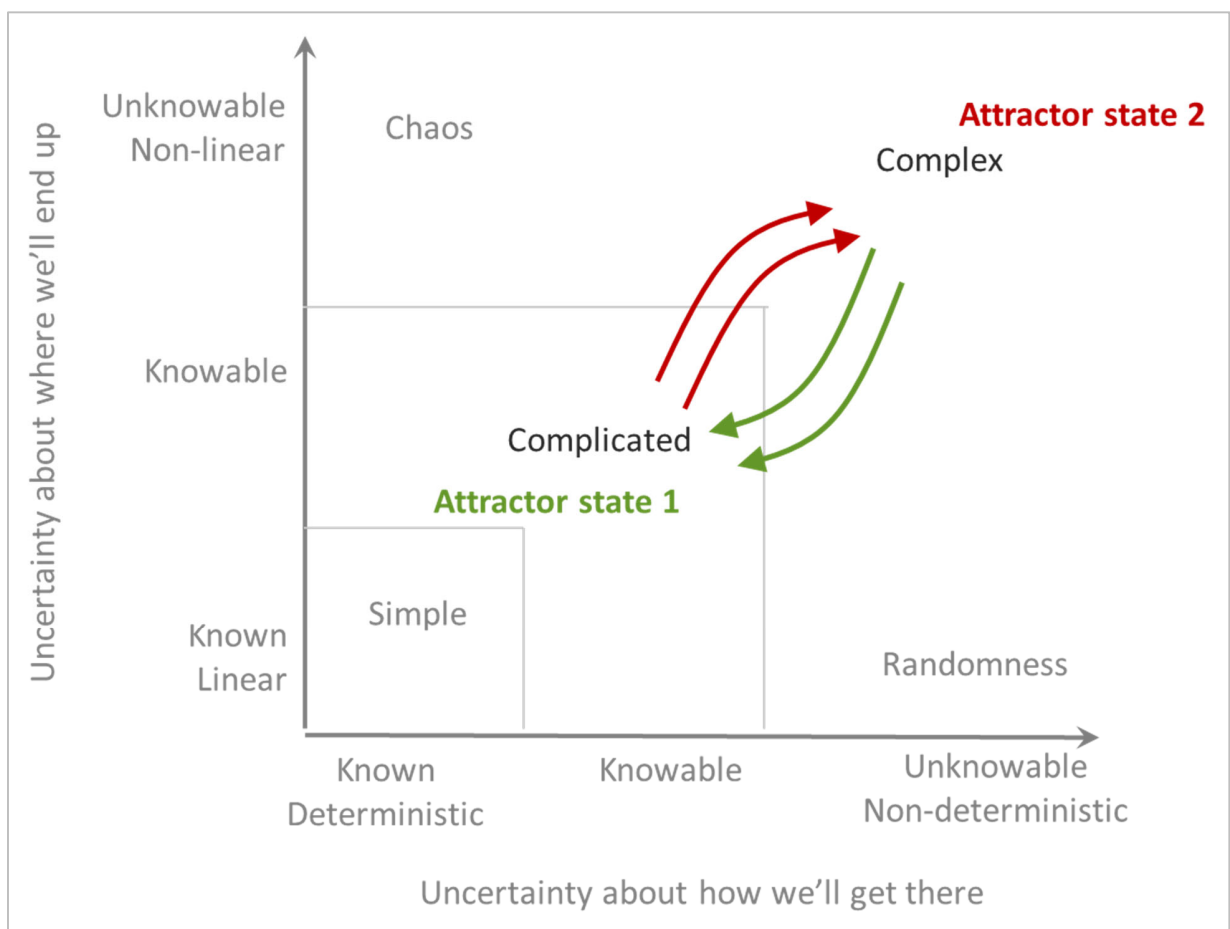 Uncertainty about where we’ll end up
Unknowable
Non-linear
Knowable
Known
Linear
Chaos
Attractor state 2
Complex
Complicated
Attractor state 1
Simple
Randomness
Known
Deterministic
Knowable
Unknowable
Non-deterministic
Uncertainty about how we’ll get there